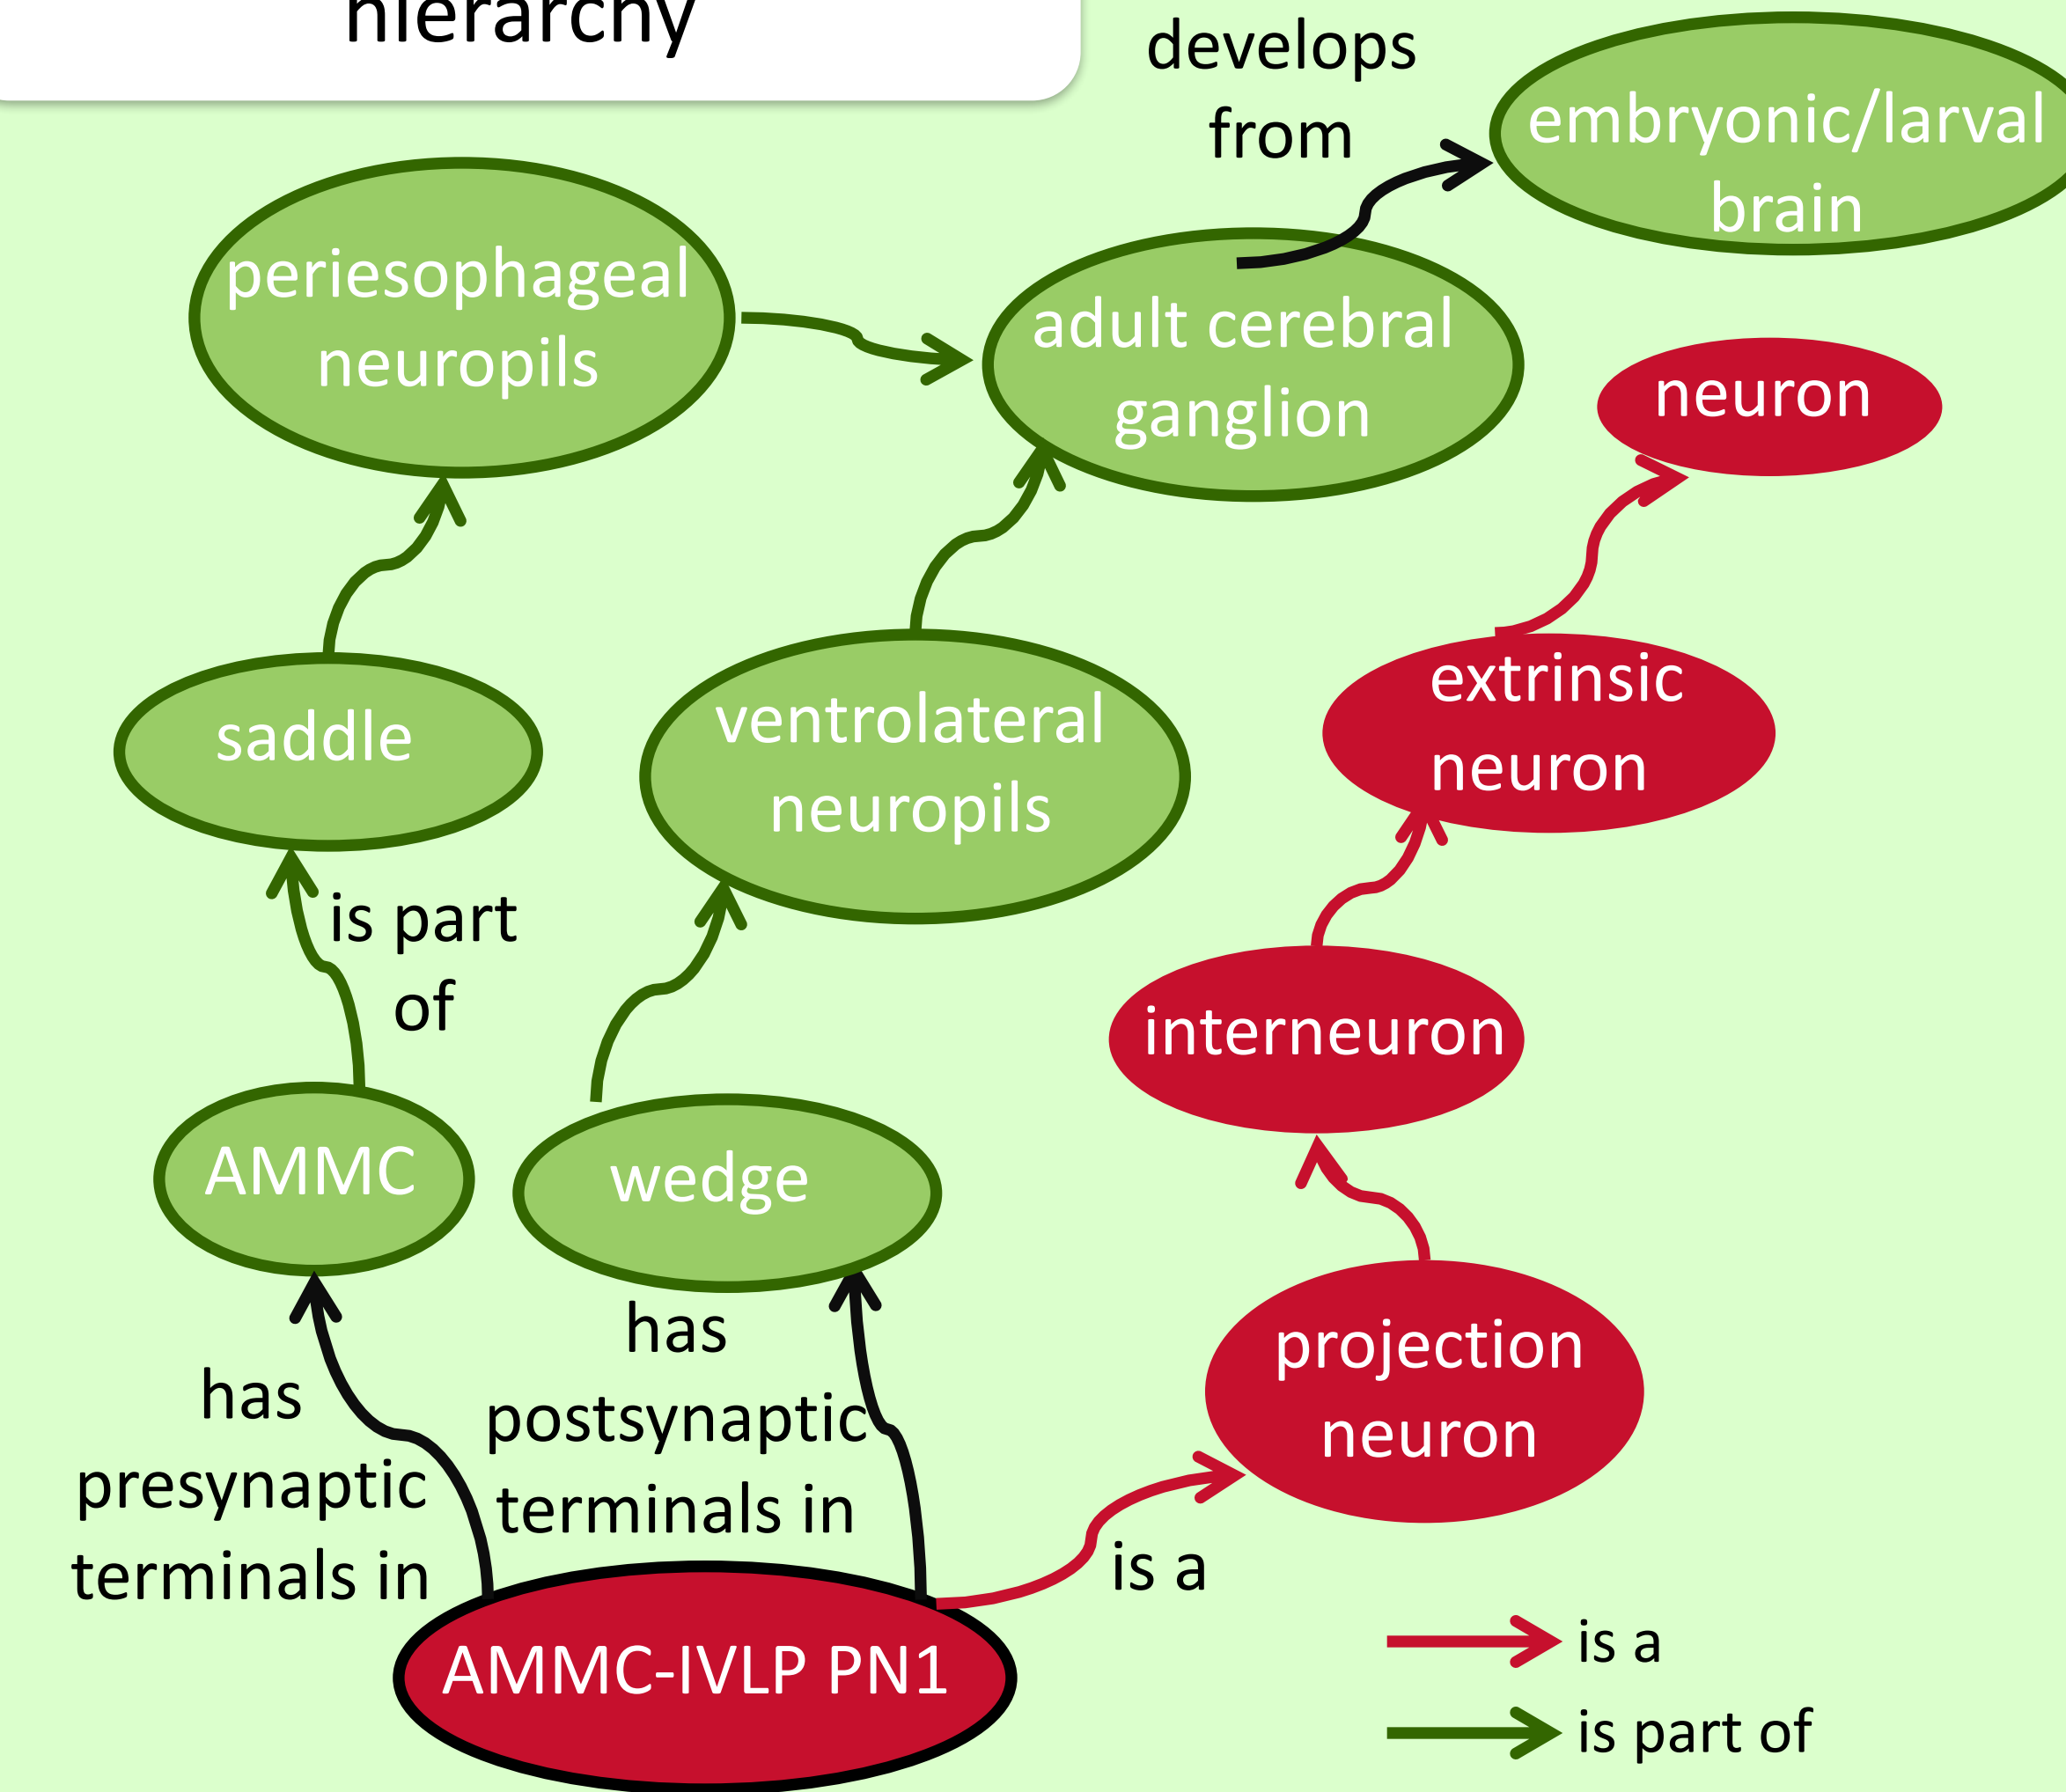 hierarchy
develops
from
embryonic/larval
brain
periesophageal
neuropils
adult cerebral
ganglion
neuron
extrinsic
neuron
saddle
ventrolateral
neuropils
is part
of
interneuron
AMMC
wedge
has
presynaptic
terminals in
has
postsynaptic
terminals in
projection
neuron
is a
AMMC-IVLP PN1
is a
is part of